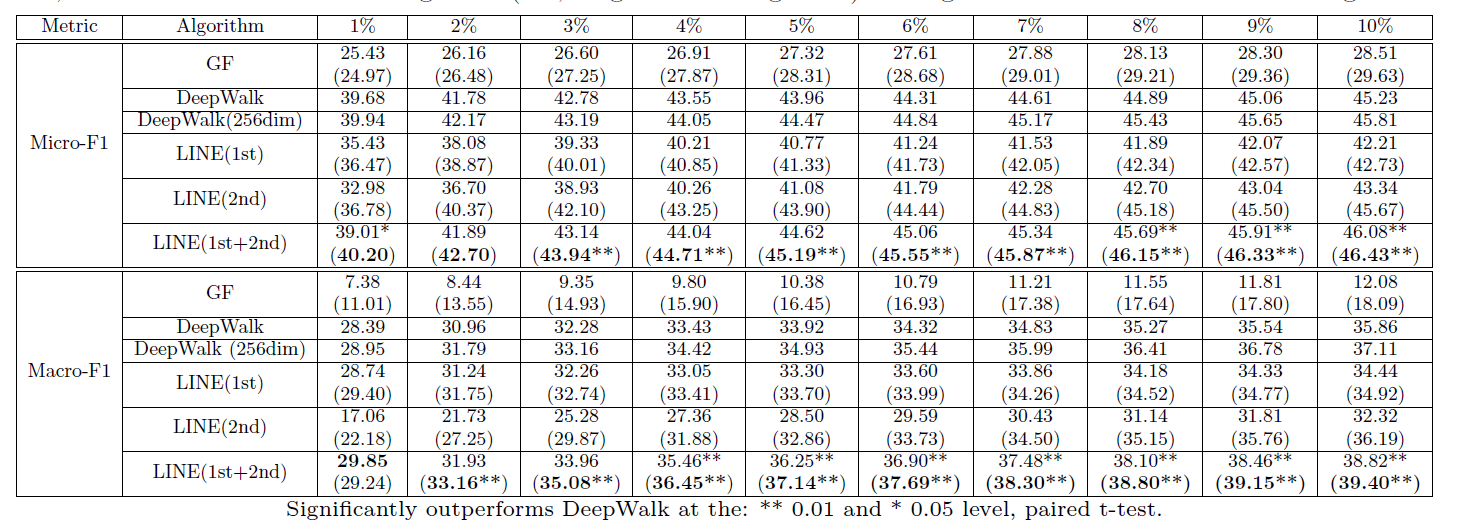 Metric Algorithm 1% 2% 3% 4% 5% 6% 7% 8% 9% 10%
Micro-F1
GF
25.43 26.16 26.60 26.91 27.32 27.61 27.88 28.13 28.30 28.51
(24.97) (26.48) (27.25) (27.87) (28.31) (28.68) (29.01) (29.21) (29.36) (29.63)
DeepWalk 39.68 41.78 42.78 43.55 43.96 44.31 44.61 44.89 45.06 45.23
DeepWalk(256dim) 39.94 42.17 43.19 44.05 44.47 44.84 45.17 45.43 45.65 45.81
LINE(1st)
35.43 38.08 39.33 40.21 40.77 41.24 41.53 41.89 42.07 42.21
(36.47) (38.87) (40.01) (40.85) (41.33) (41.73) (42.05) (42.34) (42.57) (42.73)
LINE(2nd)
32.98 36.70 38.93 40.26 41.08 41.79 42.28 42.70 43.04 43.34
(36.78) (40.37) (42.10) (43.25) (43.90) (44.44) (44.83) (45.18) (45.50) (45.67)
LINE(1st+2nd)
39.01* 41.89 43.14 44.04 44.62 45.06 45.34 45.69** 45.91** 46.08**
(40.20) (42.70) (43.94**) (44.71**) (45.19**) (45.55**) (45.87**) (46.15**) (46.33**) (46.43**)
Macro-F1
GF
7.38 8.44 9.35 9.80 10.38 10.79 11.21 11.55 11.81 12.08
(11.01) (13.55) (14.93) (15.90) (16.45) (16.93) (17.38) (17.64) (17.80) (18.09)
DeepWalk 28.39 30.96 32.28 33.43 33.92 34.32 34.83 35.27 35.54 35.86
DeepWalk (256dim) 28.95 31.79 33.16 34.42 34.93 35.44 35.99 36.41 36.78 37.11
LINE(1st)
28.74 31.24 32.26 33.05 33.30 33.60 33.86 34.18 34.33 34.44
(29.40) (31.75) (32.74) (33.41) (33.70) (33.99) (34.26) (34.52) (34.77) (34.92)
LINE(2nd)
17.06 21.73 25.28 27.36 28.50 29.59 30.43 31.14 31.81 32.32
(22.18) (27.25) (29.87) (31.88) (32.86) (33.73) (34.50) (35.15) (35.76) (36.19)
LINE(1st+2nd)
29.85 31.93 33.96 35.46** 36.25** 36.90** 37.48** 38.10** 38.46** 38.82**
(29.24) (33.16**) (35.08**) (36.45**) (37.14**) (37.69**) (38.30**) (38.80**) (39.15**) (39.40**)
Significantly outperforms DeepWalk at the: ** 0.01 and * 0.05 level, paired t-test.